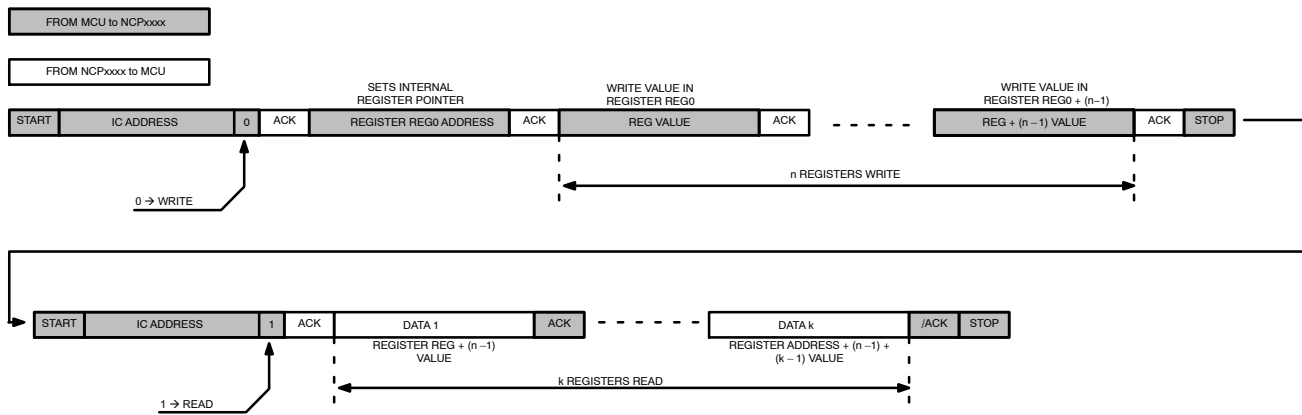 FROM MCU to NCPxxxx
FROM NCPxxxx to MCU
SETS INTERNAL
REGISTER POINTER
WRITE VALUE IN
REGISTER REG0
WRITE VALUE IN
REGISTER REG0 + (n−1)
START IC ADDRESS 0 ACK REGISTER REG0 ADDRESS ACK REG VALUE ACK REG + (n − 1) VALUE ACK STOP
n REGISTERS WRITE
0 → WRITE
START IC ADDRESS 1 ACK DATA 1 ACK DATA k /ACK STOP
REGISTER REG + (n −1)
VALUE
REGISTER ADDRESS + (n −1) +
(k − 1) VALUE
k REGISTERS READ
1 → READ